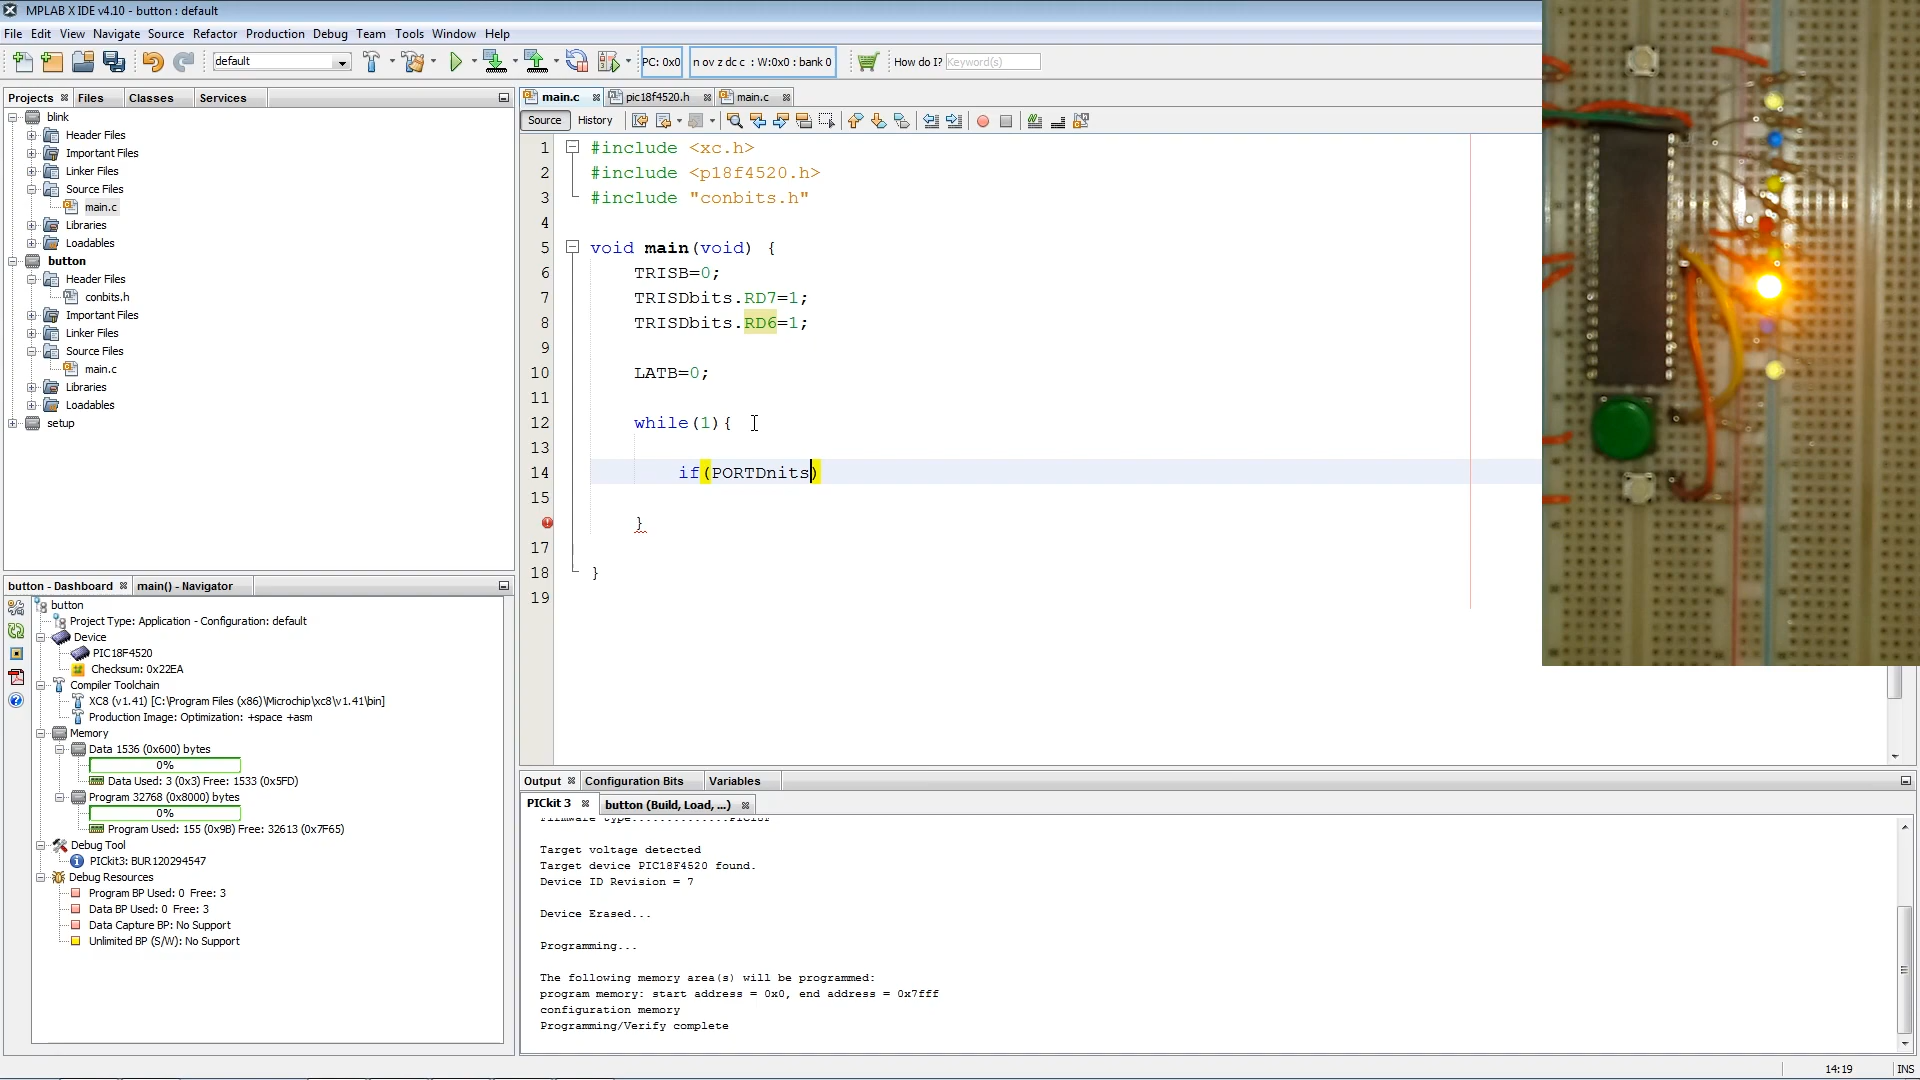 MPLAB X IDE v4.10 - button : default
File Edit View Navigate Source Refactor Production Debug Team Tools Window Help
default
PC: 0x0
n ov z dc c : W:0x0 : bank 0
How do I? Keyword(s)
Projects Files Classes Services
blink
Header Files
Important Files
Linker Files
Source Files
main.c
Libraries
Loadables
button
Header Files
conbits.h
Important Files
Linker Files
Source Files
main.c
Libraries
Loadables
setup
button - Dashboard main() - Navigator
button
Project Type: Application - Configuration: default
Device
PIC18F4520
Checksum: 0x22EA
Compiler Toolchain
XC8 (v1.41) [C:\Program Files (x86)\Microchip\xc8\v1.41\bin]
Production Image: Optimization: +space +asm
Memory
Data 1536 (0x600) bytes
0%
Data Used: 3 (0x3) Free: 1533 (0x5FD)
Program 32768 (0x8000) bytes
0%
Program Used: 155 (0x9B) Free: 32613 (0x7F65)
Debug Tool
PICkit3: BUR120294547
Debug Resources
Program BP Used: 0 Free: 3
Data BP Used: 0 Free: 3
Data Capture BP: No Support
Unlimited BP (S/W): No Support
main.c pic18f4520.h main.c
Source History
1 #include <xc.h>
2 #include <p18f4520.h>
3 #include "conbits.h"
4
5 void main(void) {
6 TRISB=0;
7 TRISDbits.RD7=1;
8 TRISDbits.RD6=1;
9
10 LATB=0;
11
12 while(1){
13
14 if(PORTDnits)
15
}
17
18 }
19
Output Configuration Bits Variables
PICkit 3 button (Build, Load, ...)
Firmware type..............PIC18F
Target voltage detected
Target device PIC18F4520 found.
Device ID Revision = 7
Device Erased...
Programming...
The following memory area(s) will be programmed:
program memory: start address = 0x0, end address = 0x7fff
configuration memory
Programming/Verify complete
14:19 INS